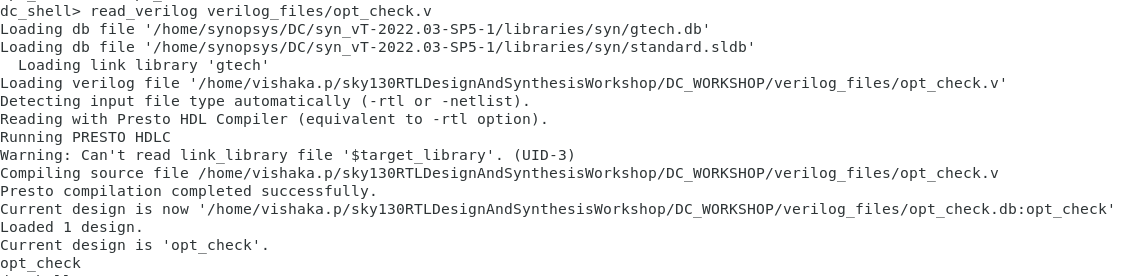 dc_shell> read_verilog verilog_files/opt_check.v
Loading db file '/home/synopsys/DC/syn_vT-2022.03-SP5-1/libraries/syn/gtech.db'
Loading db file '/home/synopsys/DC/syn_vT-2022.03-SP5-1/libraries/syn/standard.sldb'
  Loading link library 'gtech'
Loading verilog file '/home/vishaka.p/sky130RTLDesignAndSynthesisWorkshop/DC_WORKSHOP/verilog_files/opt_check.v'
Detecting input file type automatically (-rtl or -netlist).
Reading with Presto HDL Compiler (equivalent to -rtl option).
Running PRESTO HDLC
Warning: Can't read link_library file '$target_library'. (UID-3)
Compiling source file /home/vishaka.p/sky130RTLDesignAndSynthesisWorkshop/DC_WORKSHOP/verilog_files/opt_check.v
Presto compilation completed successfully.
Current design is now '/home/vishaka.p/sky130RTLDesignAndSynthesisWorkshop/DC_WORKSHOP/verilog_files/opt_check.db:opt_check'
Loaded 1 design.
Current design is 'opt_check'.
opt_check